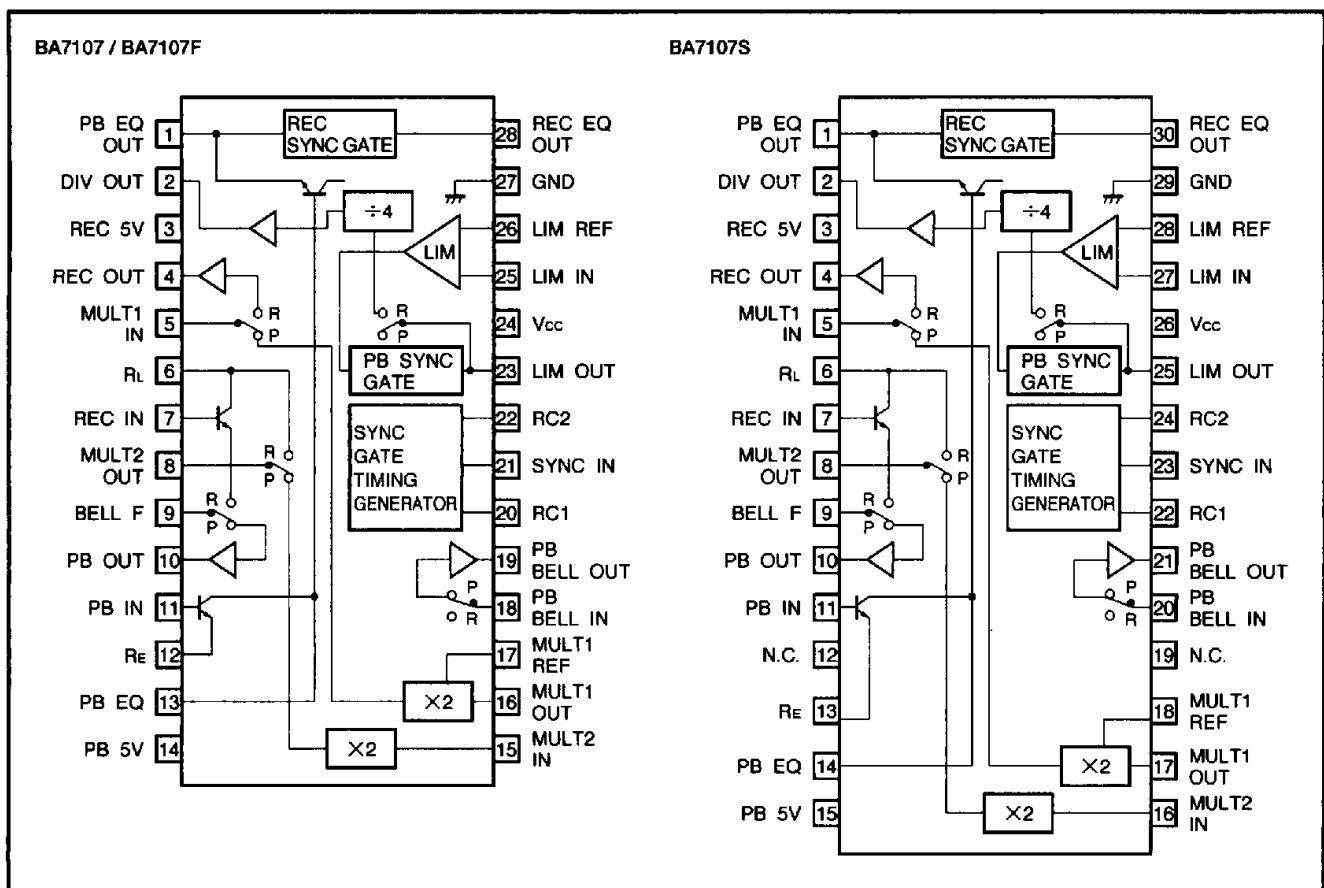 BA7107 / BA7107F
PB EQ
OUT
1
DIV OUT 2
REC 5V 3
REC OUT 4
MULT1
IN
5
RL 6
REC IN 7
MULT2
OUT
8
BELL F 9
PB OUT 10
PB IN 11
RE 12
PB EQ 13
PB 5V 14
REC
SYNC GATE
÷4
LIM
R
P
R
P
PB SYNC
GATE
SYNC
GATE
TIMING
GENERATOR
R
P
R
P
P
R
×2
×2
28 REC EQ
OUT
27 GND
26 LIM REF
25 LIM IN
24 Vcc
23 LIM OUT
22 RC2
21 SYNC IN
20 RC1
19 PB
BELL OUT
18 PB
BELL IN
17 MULT1
REF
16 MULT1
OUT
15 MULT2
IN
BA7107S
PB EQ
OUT
1
DIV OUT 2
REC 5V 3
REC OUT 4
MULT1
IN
5
RL 6
REC IN 7
MULT2
OUT
8
BELL F 9
PB OUT 10
PB IN 11
N.C. 12
RE 13
PB EQ 14
PB 5V 15
REC
SYNC GATE
÷4
LIM
R
P
R
P
PB SYNC
GATE
SYNC
GATE
TIMING
GENERATOR
R
P
R
P
P
R
×2
×2
30 REC EQ
OUT
29 GND
28 LIM REF
27 LIM IN
26 Vcc
25 LIM OUT
24 RC2
23 SYNC IN
22 RC1
21 PB
BELL OUT
20 PB
BELL IN
19 N.C.
18 MULT1
REF
17 MULT1
OUT
16 MULT2
IN